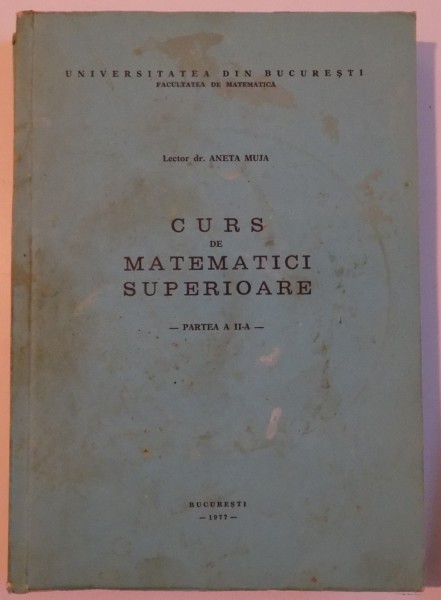 UNIVERSITATEA DIN BUCUREŞTI
FACULTATEA DE MATEMATICA
Lector dr. ANETA MUJA
CURS
DE
MATEMATICI
SUPERIOARE
— PARTEA A II-A —
BUCUREŞTI
— 1977 —